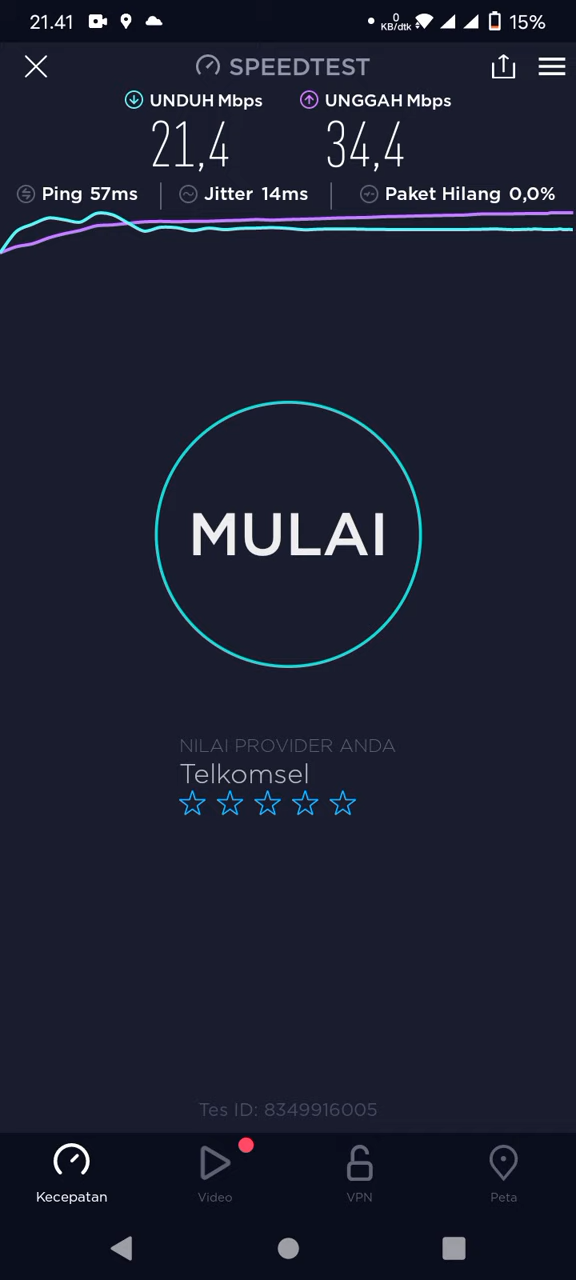 21.41 0 KB/dtk 15%
SPEEDTEST
UNDUH Mbps UNGGAH Mbps
21,4 34,4
Ping 57ms Jitter 14ms Paket Hilang 0,0%
MULAI
NILAI PROVIDER ANDA
Telkomsel
Tes ID: 8349916005
Kecepatan Video VPN Peta